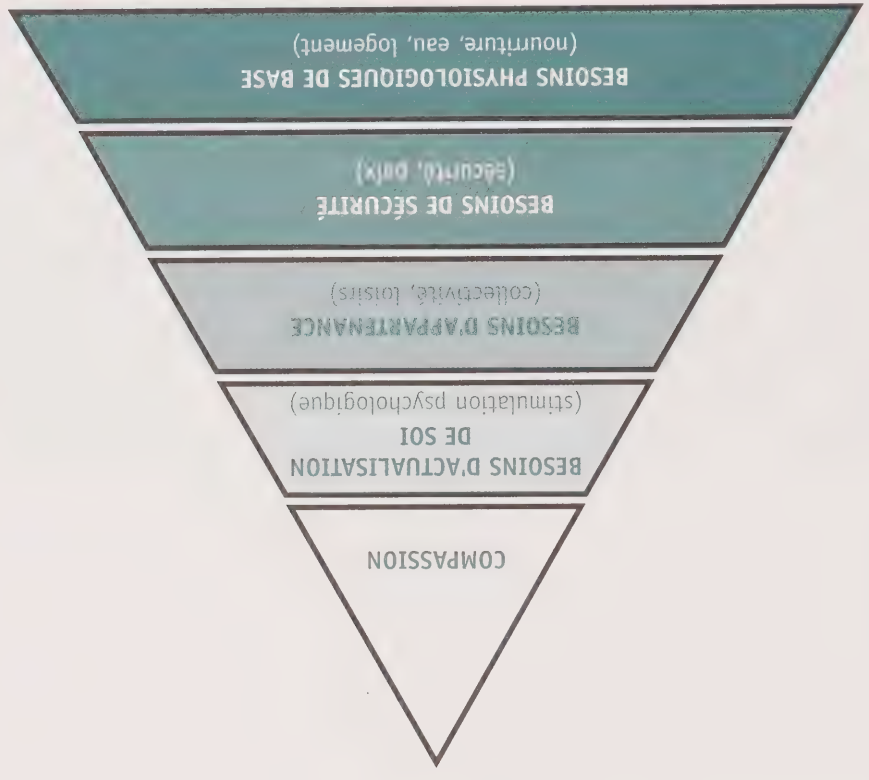 COMPASSION
BESOINS D'ACTUALISATION
DE SOI
(stimulation psychologique)
BESOINS D'APPARTENANCE
(collectivité, loisirs)
BESOINS DE SÉCURITÉ
(sécurité, paix)
BESOINS PHYSIOLOGIQUES DE BASE
(nourriture, eau, logement)